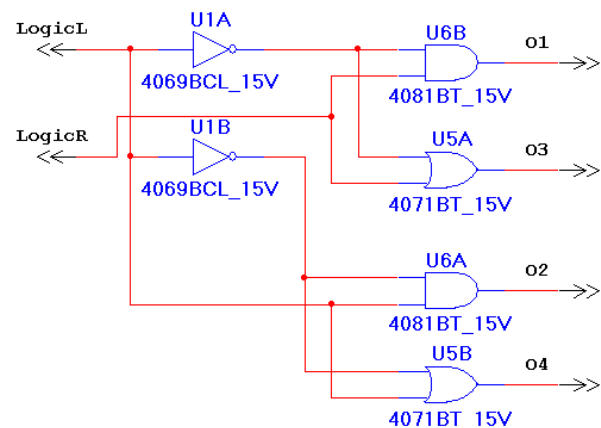 LogicL
U1A
4069BCL_15V
U6B
O1
4081BT_15V
LogicR
U1B
4069BCL_15V
U5A
O3
4071BT_15V
U6A
O2
4081BT_15V
U5B
O4
4071BT 15V